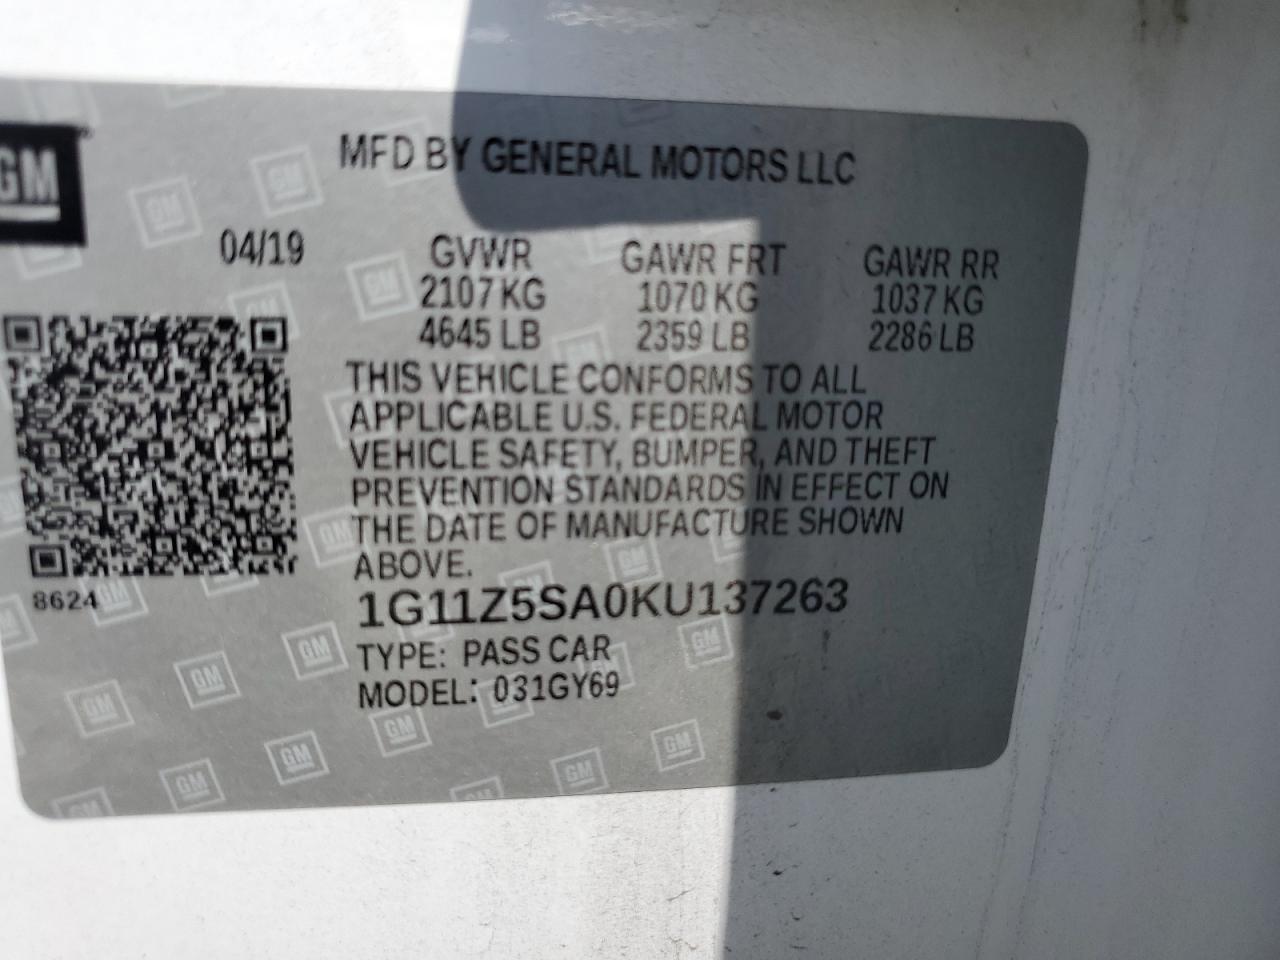 GM
MFD BY GENERAL MOTORS LLC
04/19 GVWR GAWR FRT GAWR RR
2107 KG 1070 KG 1037 KG
4645 LB 2359 LB 2286 LB
THIS VEHICLE CONFORMS TO ALL
APPLICABLE U.S. FEDERAL MOTOR
VEHICLE SAFETY, BUMPER, AND THEFT
PREVENTION STANDARDS IN EFFECT ON
THE DATE OF MANUFACTURE SHOWN
ABOVE.
8624
1G11Z5SA0KU137263
TYPE: PASS CAR
MODEL: 031GY69